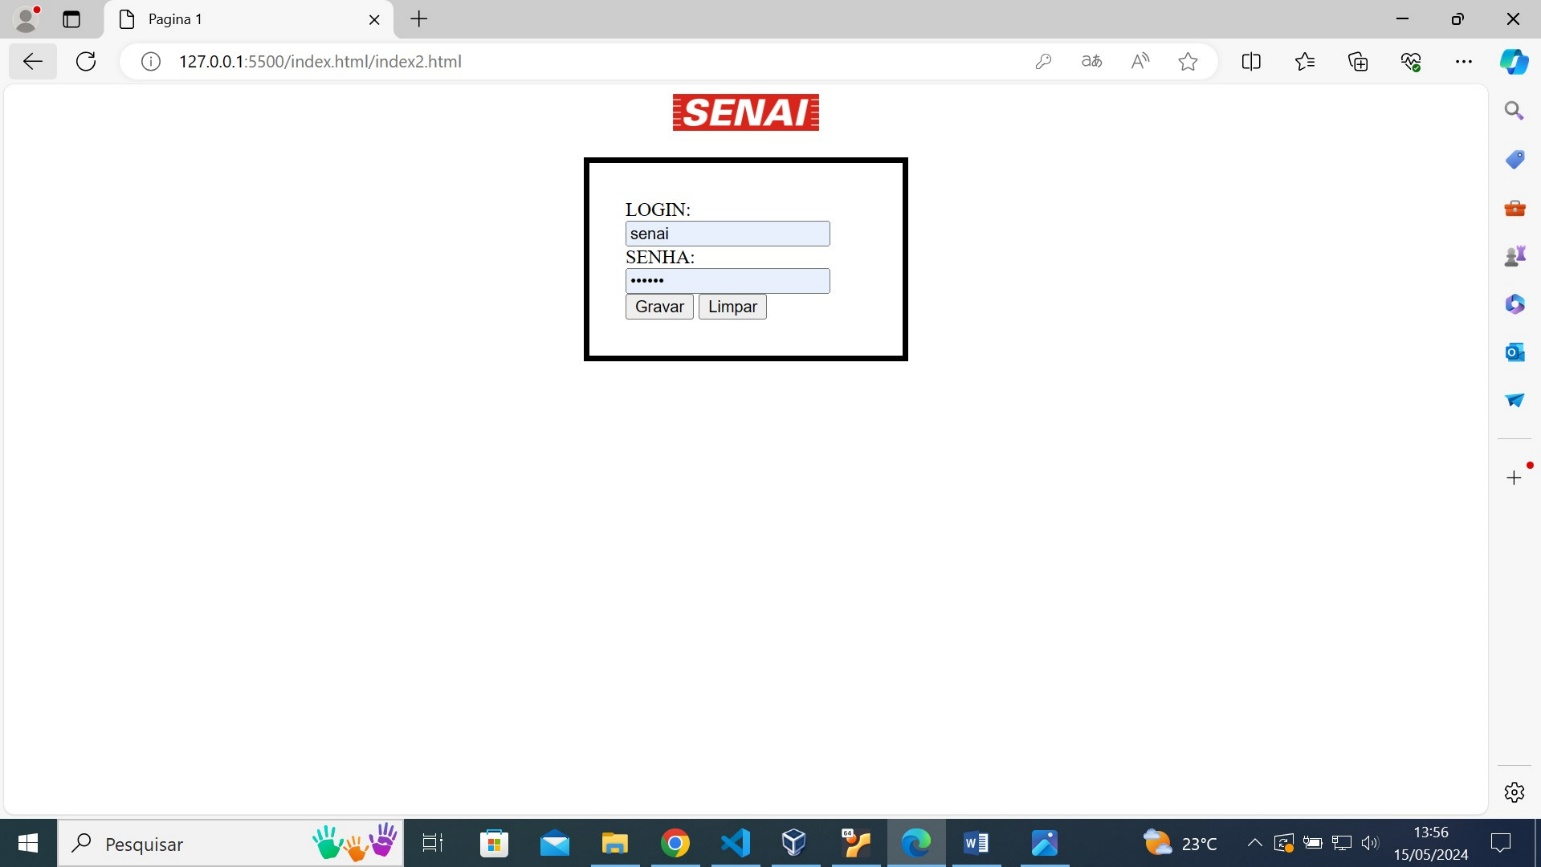 Pagina 1
127.0.0.1:5500/index.html/index2.html
SENAI
LOGIN:
senai
SENHA:
••••••
Gravar Limpar
Pesquisar
64
23°C
13:56
15/05/2024